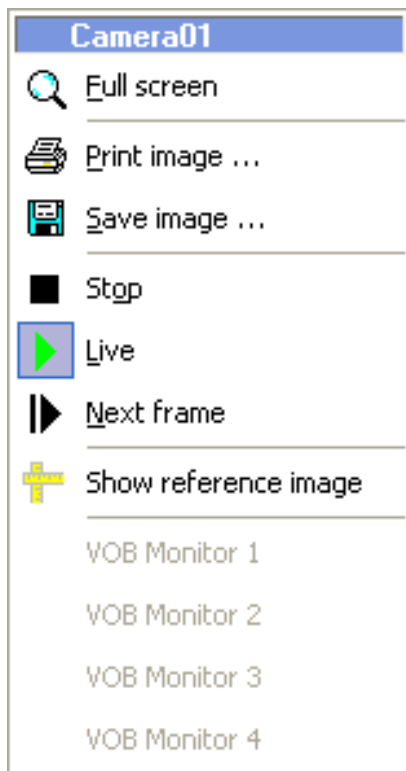 Camera01
Full screen
Print image ...
Save image ...
Stop
Live
Next frame
Show reference image
VOB Monitor 1
VOB Monitor 2
VOB Monitor 3
VOB Monitor 4